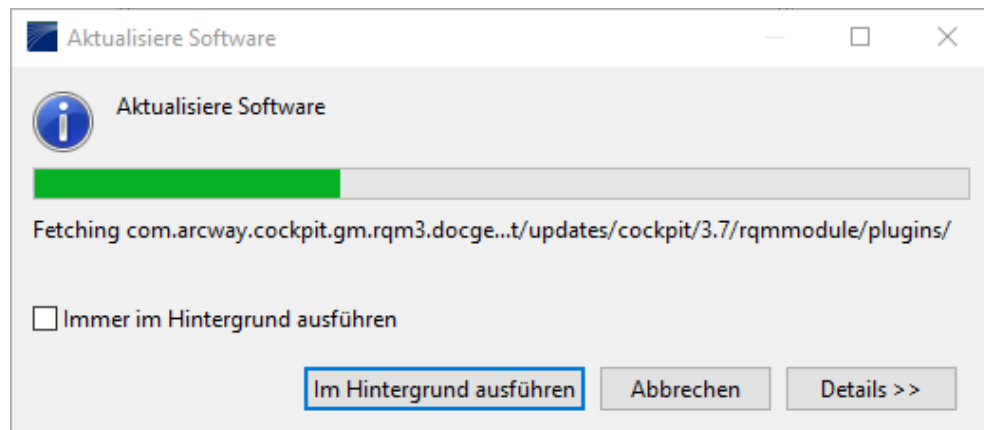 Aktualisiere Software
Aktualisiere Software
Fetching com.arcway.cockpit.gm.rqm3.docge...t/updates/cockpit/3.7/rqmmodule/plugins/
Immer im Hintergrund ausführen
Im Hintergrund ausführen
Abbrechen
Details >>